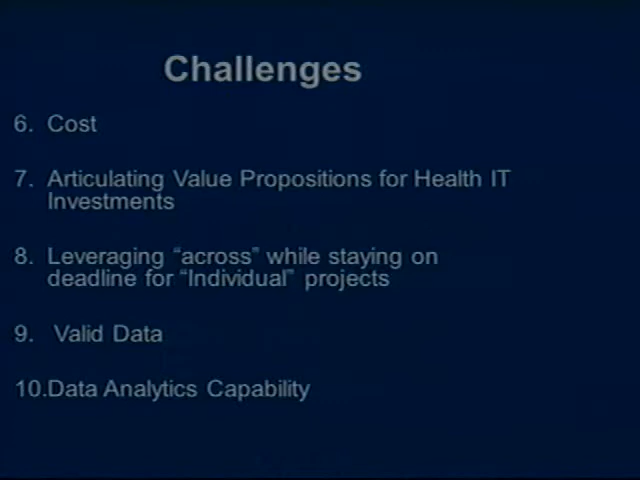 Challenges
6. Cost
7. Articulating Value Propositions for Health IT
Investments
8. Leveraging “across” while staying on
deadline for “Individual” projects
9. Valid Data
10.Data Analytics Capability